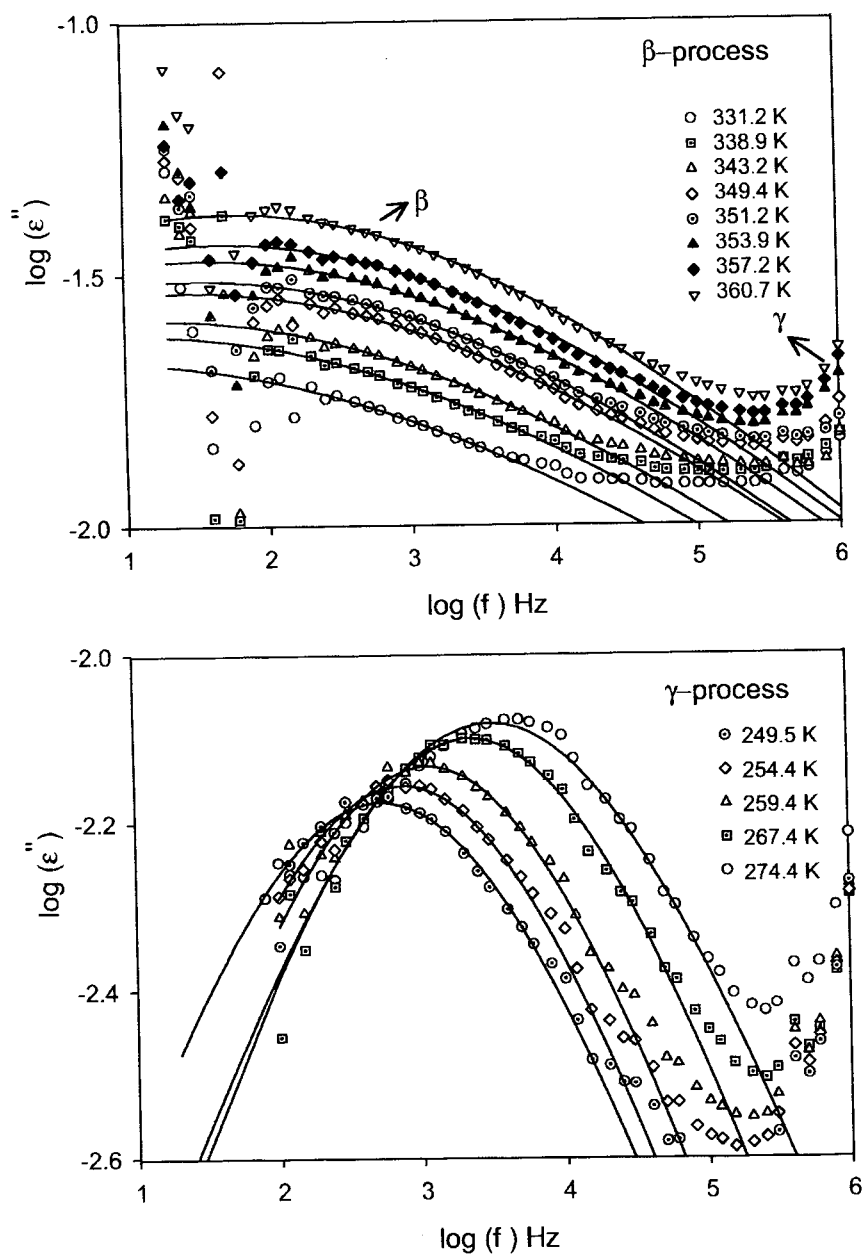 -1.0
β–process
331.2 K
338.9 K
343.2 K
349.4 K
351.2 K
353.9 K
357.2 K
360.7 K
β
γ
log (ε")
-1.5
-2.0
1 2 3 4 5 6
log (f ) Hz
-2.0
γ–process
249.5 K
254.4 K
259.4 K
267.4 K
274.4 K
log (ε")
-2.2
-2.4
-2.6
1 2 3 4 5 6
log (f ) Hz